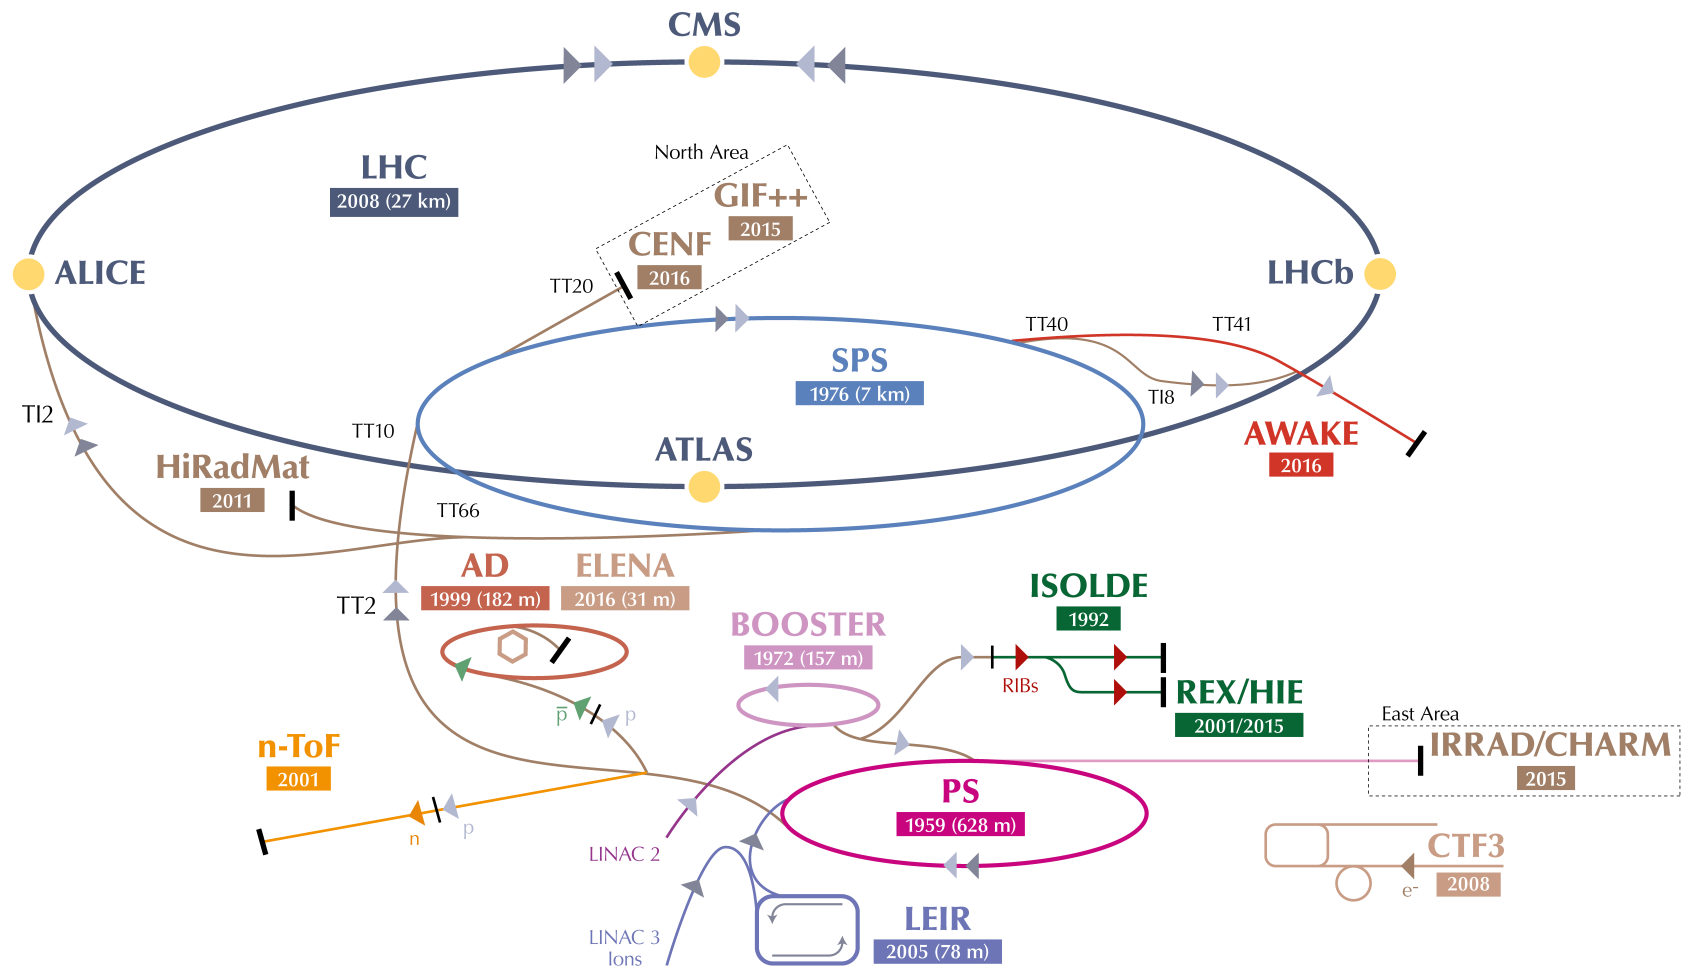 CMS
LHC
2008 (27 km)
North Area
GIF++
2015
CENF
2016
TT20
ALICE
LHCb
TT40
TT41
SPS
1976 (7 km)
TI8
TI2
TT10
ATLAS
AWAKE
2016
HiRadMat
2011
TT66
AD
1999 (182 m)
ELENA
2016 (31 m)
TT2
BOOSTER
1972 (157 m)
ISOLDE
1992
RIBs
REX/HIE
2001/2015
p̅
p
East Area
IRRAD/CHARM
2015
n-ToF
2001
n
p
PS
1959 (628 m)
LINAC 2
CTF3
2008
e-
LEIR
2005 (78 m)
LINAC 3
Ions